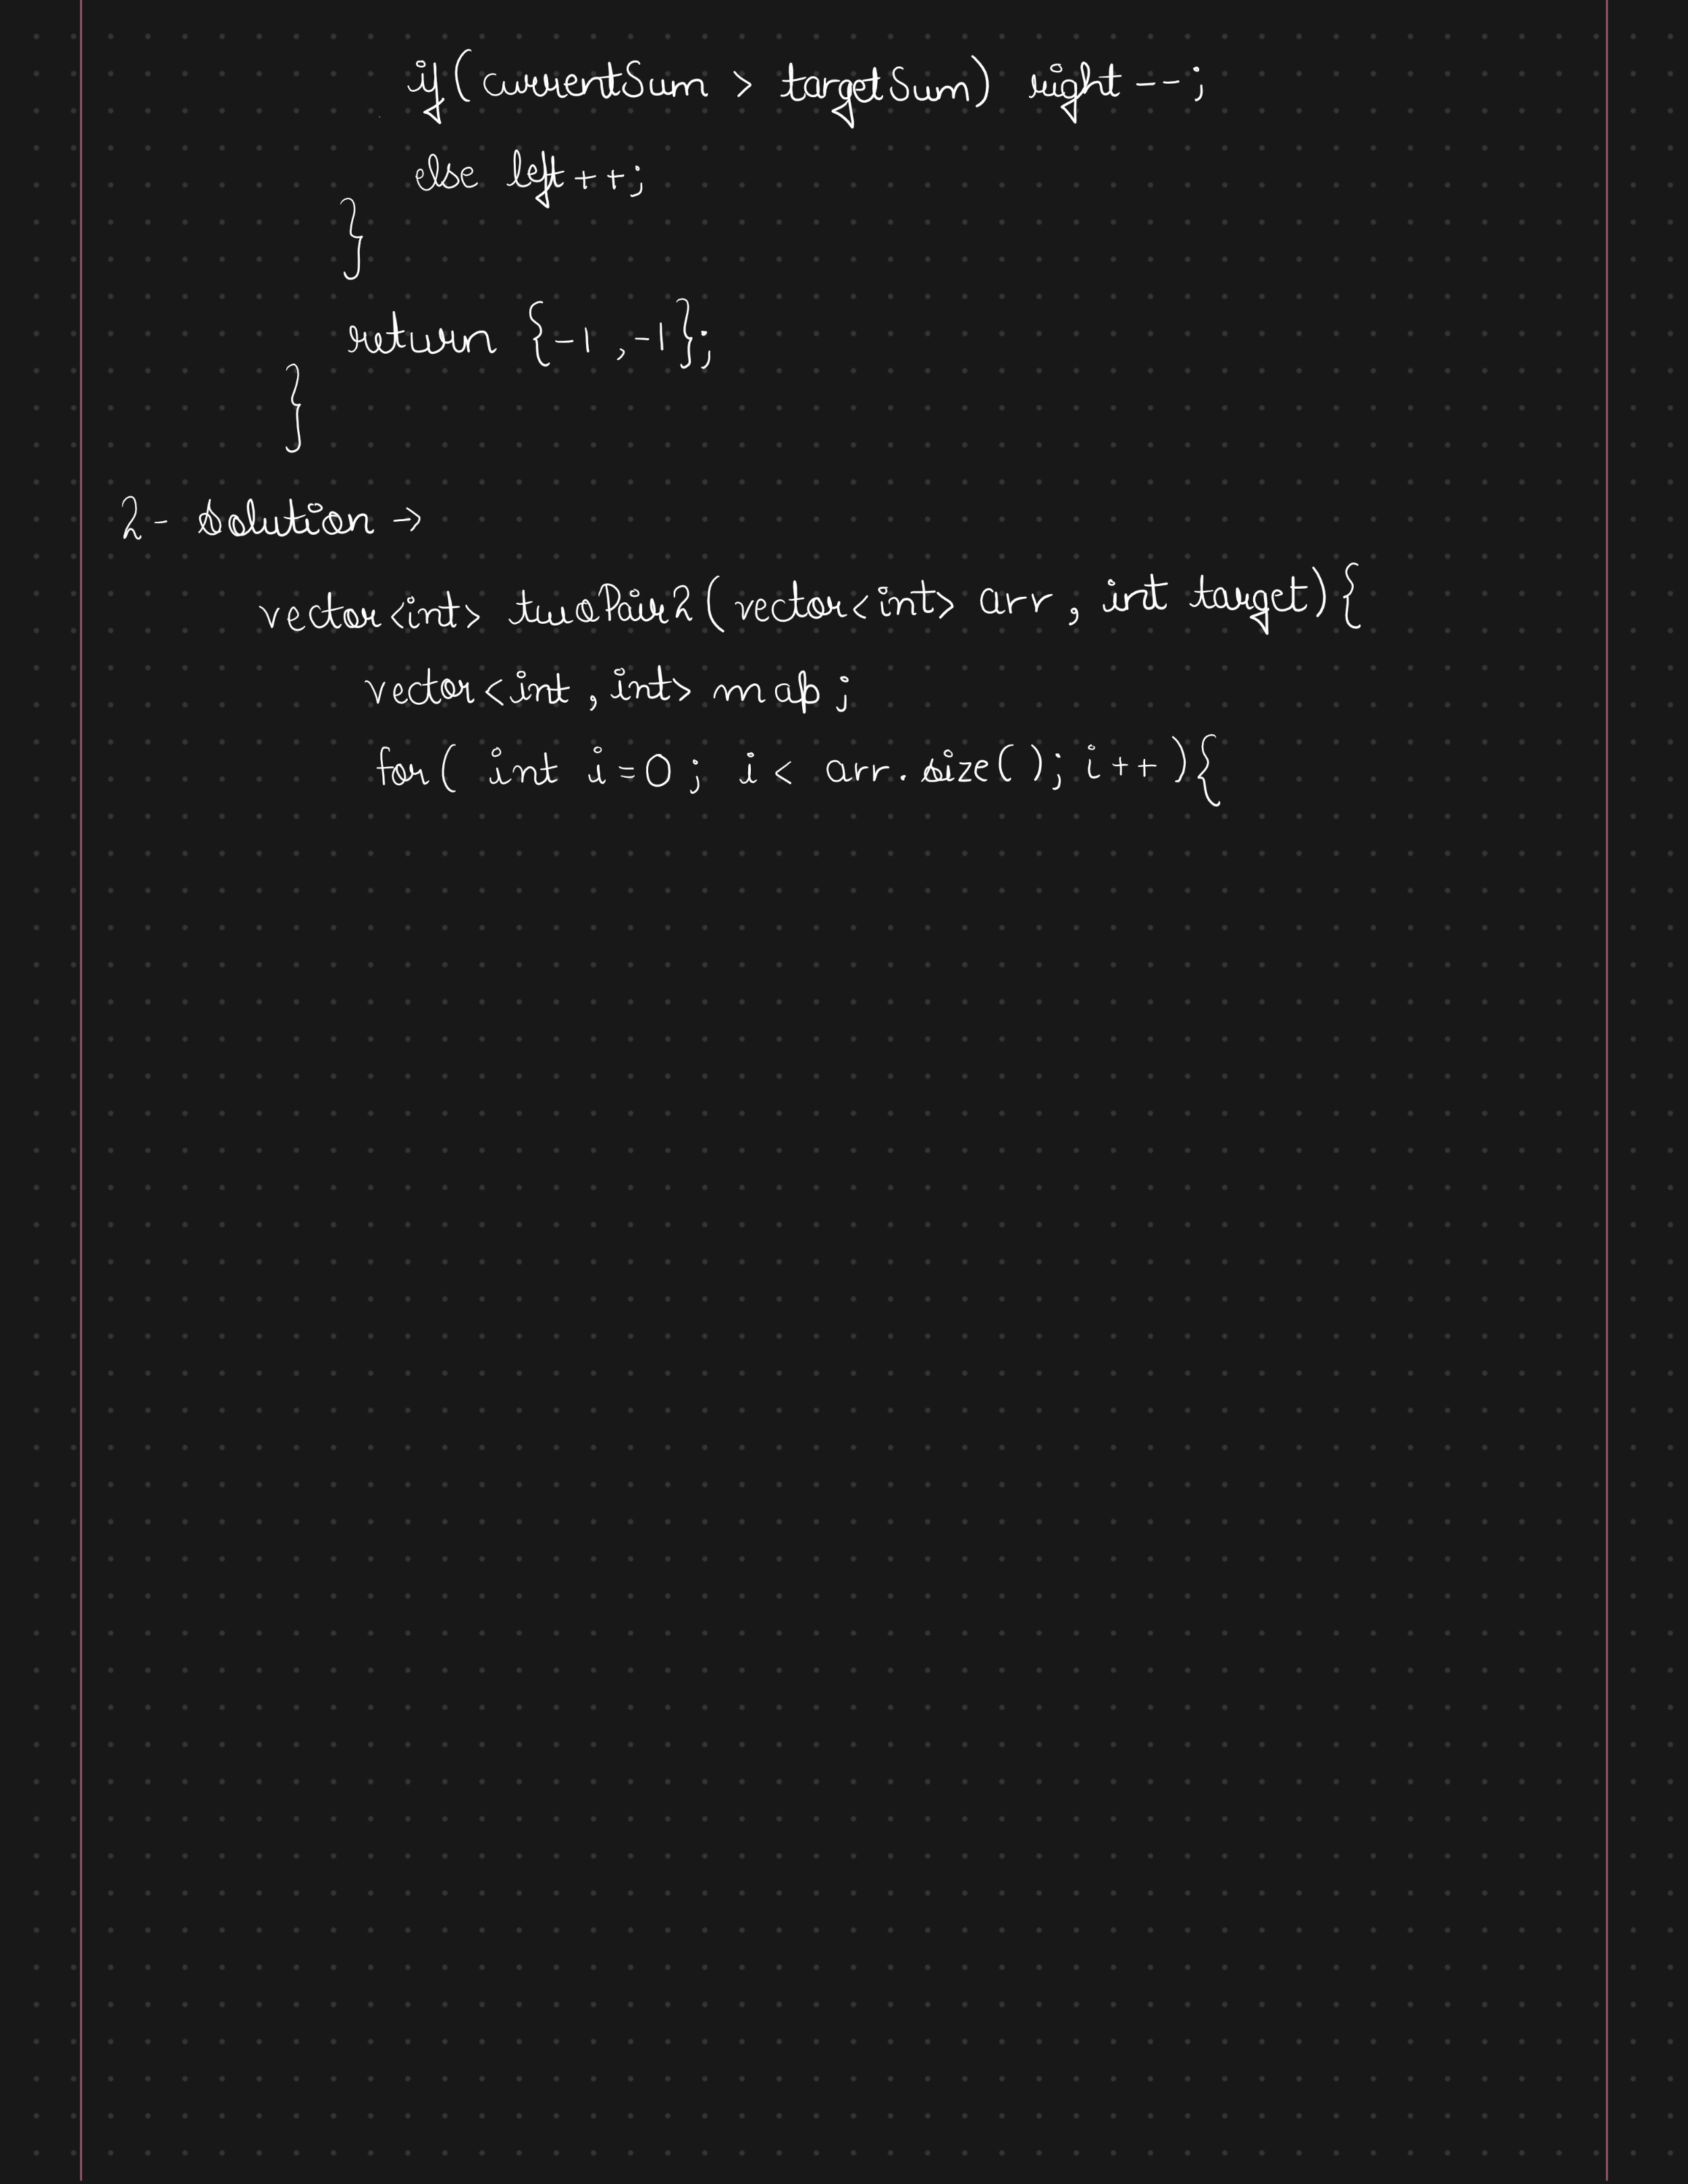 if(currentSum > targetSum) right--;
else left++;
}
return {-1,-1};
}
2- Solution ->
vector<int> twoPair2(vector<int> arr, int target){
vector<int,int> map;
for( int i=0; i< arr.size(); i++){